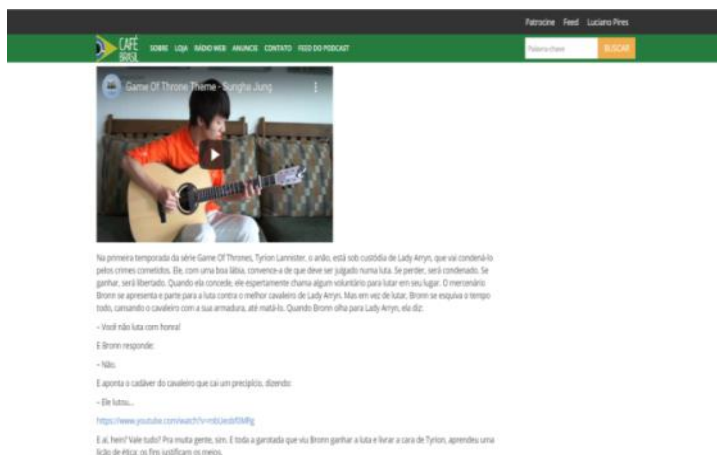 Patrocine Feed Luciano Pires
CAFÉ
BRASIL
SOBRE LOJA RÁDIO WEB ANUNCIE CONTATO FEED DO PODCAST
Palavra-chave
BUSCAR
Game Of Throne Theme - Sungha Jung
Na primeira temporada da série Game Of Thrones, Tyrion Lannister, o anão, está sob custódia de Lady Arryn, que vai condená-lo
pelos crimes cometidos. Ele, com uma boa lábia, convence-a de que deve ser julgado numa luta. Se perder, será condenado. Se
ganhar, será libertado. Quando ela concede, ele espertamente chama algum voluntário para lutar em seu lugar. O mercenário
Bronn se apresenta e parte para a luta contra o melhor cavaleiro de Lady Arryn. Mas em vez de lutar, Bronn se esquiva o tempo
todo, cansando o cavaleiro com a sua armadura, até matá-lo. Quando Bronn olha para Lady Arryn, ela diz:
– Você não luta com honra!
E Bronn responde:
– Não.
E aponta o cadáver do cavaleiro que cai um precipício, dizendo:
– Ele lutou...
E aí, hein? Vale tudo? Pra muita gente, sim. E toda a garotada que viu Bronn ganhar a luta e livrar a cara de Tyrion, aprendeu uma
lição de ética: os fins justificam os meios.